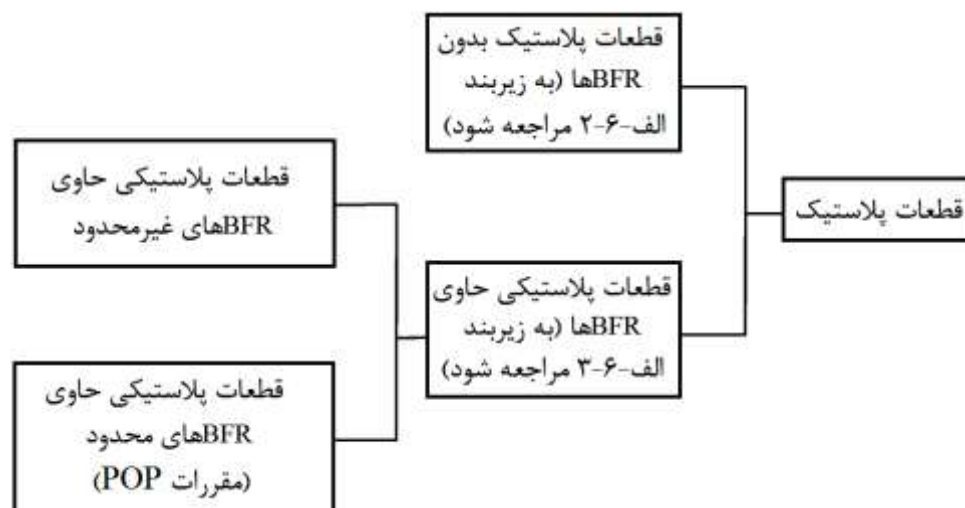 قطعات پلاستیک
قطعات پلاستیک بدون
BFRها (به زیربند
الف-۶-۲ مراجعه شود)
قطعات پلاستیکی حاوی
BFRها (به زیربند
الف-۶-۳ مراجعه شود)
قطعات پلاستیکی حاوی
BFRهای غیرمحدود
قطعات پلاستیکی حاوی
BFRهای محدود
(مقررات POP)